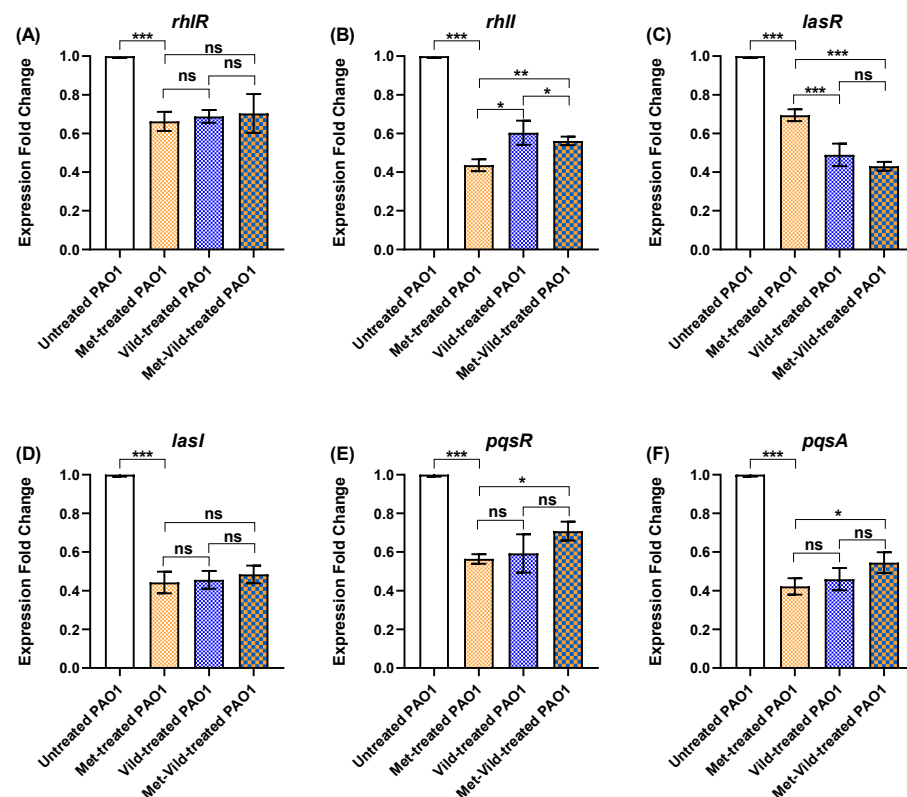 (A) rhlR
Expression Fold Change
1.0
0.8
0.6
0.4
0.2
0.0
*** ns
ns ns
Untreated PAO1
Met-treated PAO1
Vild-treated PAO1
Met-Vild-treated PAO1
(B) rhlI
Expression Fold Change
1.0
0.8
0.6
0.4
0.2
0.0
***
**
* *
Untreated PAO1
Met-treated PAO1
Vild-treated PAO1
Met-Vild-treated PAO1
(C) lasR
Expression Fold Change
1.0
0.8
0.6
0.4
0.2
0.0
***
***
*** ns
Untreated PAO1
Met-treated PAO1
Vild-treated PAO1
Met-Vild-treated PAO1
(D) lasI
Expression Fold Change
1.0
0.8
0.6
0.4
0.2
0.0
***
ns
ns ns
Untreated PAO1
Met-treated PAO1
Vild-treated PAO1
Met-Vild-treated PAO1
(E) pqsR
Expression Fold Change
1.0
0.8
0.6
0.4
0.2
0.0
***
*
ns ns
Untreated PAO1
Met-treated PAO1
Vild-treated PAO1
Met-Vild-treated PAO1
(F) pqsA
Expression Fold Change
1.0
0.8
0.6
0.4
0.2
0.0
***
*
ns ns
Untreated PAO1
Met-treated PAO1
Vild-treated PAO1
Met-Vild-treated PAO1